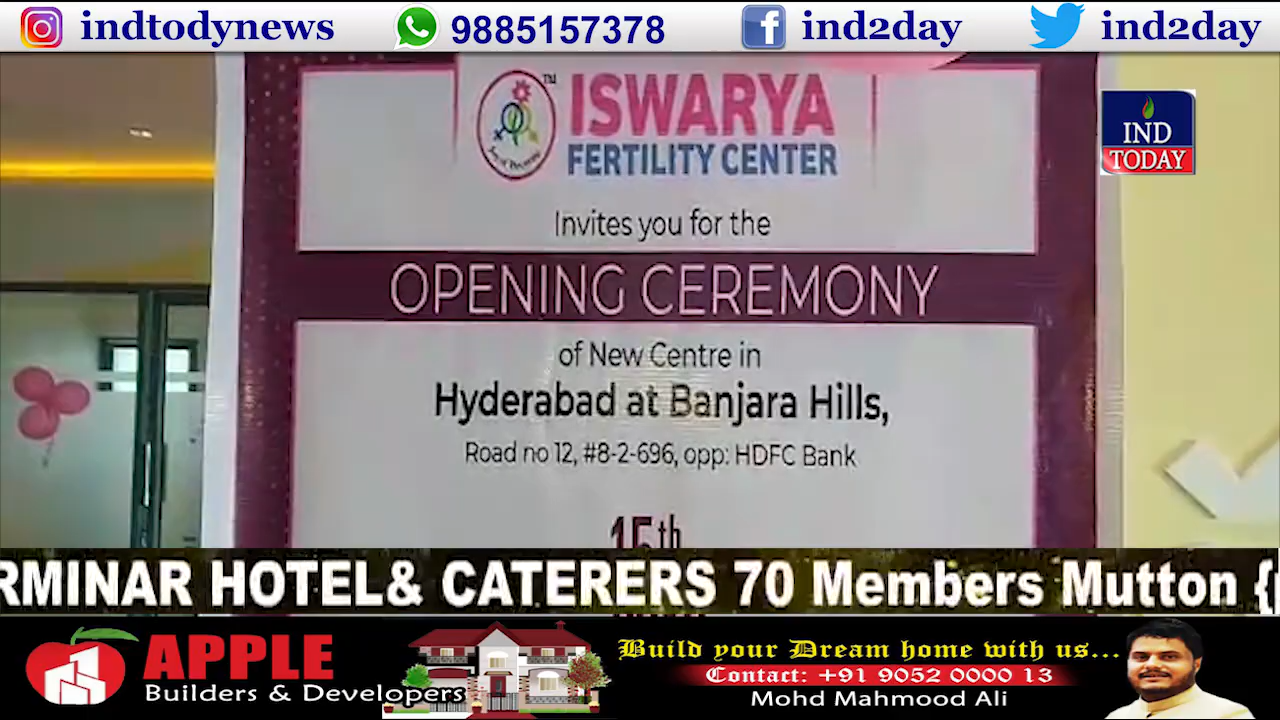 indtodynews
9885157378
ind2day
ind2day
TM
ISWARYA
FERTILITY CENTER
IND
TODAY
Invites you for the
OPENING CEREMONY
of New Centre in
Hyderabad at Banjara Hills,
Road no 12, #8-2-696, opp: HDFC Bank
15th
RMINAR HOTEL& CATERERS 70 Members Mutton {
APPLE
Builders & Developers
Build your Dream home with us...
Contact: +91 9052 0000 13
Mohd Mahmood Ali